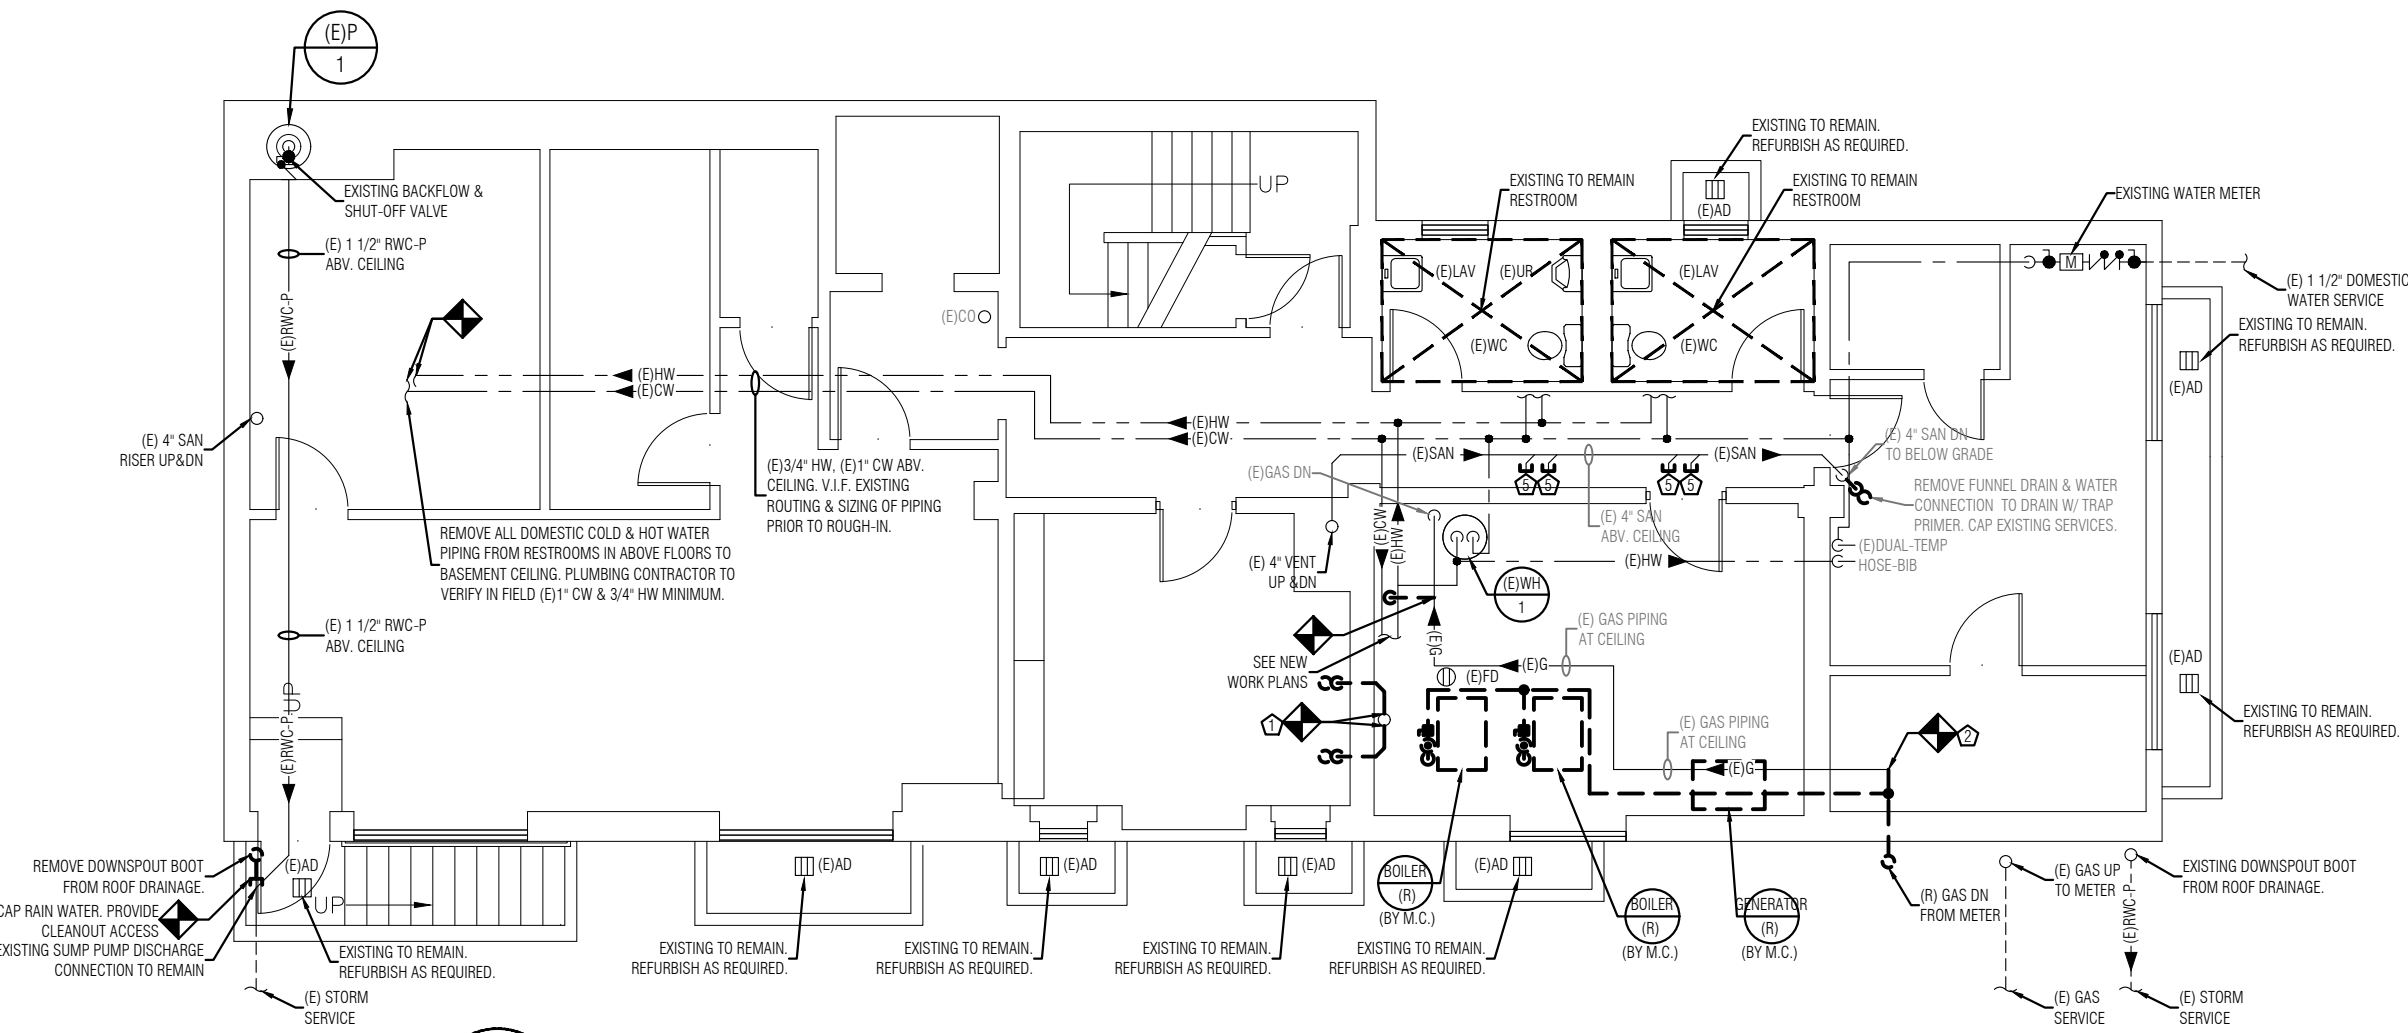 (E)P
1
EXISTING BACKFLOW &
SHUT-OFF VALVE
(E) 1 1/2" RWC-P
ABV. CEILING
(E)RWC-P
(E) 4" SAN
RISER UP&DN
(E)HW
(E)CW
(E)3/4" HW, (E)1" CW ABV.
CEILING. V.I.F. EXISTING
ROUTING & SIZING OF PIPING
PRIOR TO ROUGH-IN.
REMOVE ALL DOMESTIC COLD & HOT WATER
PIPING FROM RESTROOMS IN ABOVE FLOORS TO
BASEMENT CEILING. PLUMBING CONTRACTOR TO
VERIFY IN FIELD (E)1" CW & 3/4" HW MINIMUM.
(E) 1 1/2" RWC-P
ABV. CEILING
UP
(E)RWC-P
(E)CO
UP
EXISTING TO REMAIN
RESTROOM
EXISTING TO REMAIN.
REFURBISH AS REQUIRED.
(E)AD
EXISTING TO REMAIN
RESTROOM
(E)LAV
(E)UR
(E)WC
(E)LAV
(E)WC
EXISTING WATER METER
M
(E) 1 1/2" DOMESTIC
WATER SERVICE
EXISTING TO REMAIN.
REFURBISH AS REQUIRED.
(E)AD
(E)HW
(E)CW
(E)SAN
(E)SAN
5
5
5
5
(E) 4" SAN DN
TO BELOW GRADE
REMOVE FUNNEL DRAIN & WATER
CONNECTION TO DRAIN W/ TRAP
PRIMER. CAP EXISTING SERVICES.
(E)GAS DN
(E)CW
(E)HW
(E) 4" SAN
ABV. CEILING
(E)DUAL-TEMP
HOSE-BIB
(E)HW
(E) 4" VENT
UP &DN
(E)WH
1
(E)G
(E) GAS PIPING
AT CEILING
(E)G
SEE NEW
WORK PLANS
(E)FD
1
(E) GAS PIPING
AT CEILING
(E)G
2
(E)AD
EXISTING TO REMAIN.
REFURBISH AS REQUIRED.
REMOVE DOWNSPOUT BOOT
FROM ROOF DRAINAGE.
CAP RAIN WATER. PROVIDE
CLEANOUT ACCESS
EXISTING SUMP PUMP DISCHARGE
CONNECTION TO REMAIN
(E)AD
UP
EXISTING TO REMAIN.
REFURBISH AS REQUIRED.
(E) STORM
SERVICE
(E)AD
EXISTING TO REMAIN.
REFURBISH AS REQUIRED.
(E)AD
EXISTING TO REMAIN.
REFURBISH AS REQUIRED.
(E)AD
EXISTING TO REMAIN.
REFURBISH AS REQUIRED.
(E)AD
EXISTING TO REMAIN.
REFURBISH AS REQUIRED.
BOILER
(R)
(BY M.C.)
BOILER
(R)
(BY M.C.)
GENERATOR
(R)
(BY M.C.)
(R) GAS DN
FROM METER
(E) GAS UP
TO METER
(E) GAS
SERVICE
EXISTING DOWNSPOUT BOOT
FROM ROOF DRAINAGE.
(E)RWC-P
(E) STORM
SERVICE